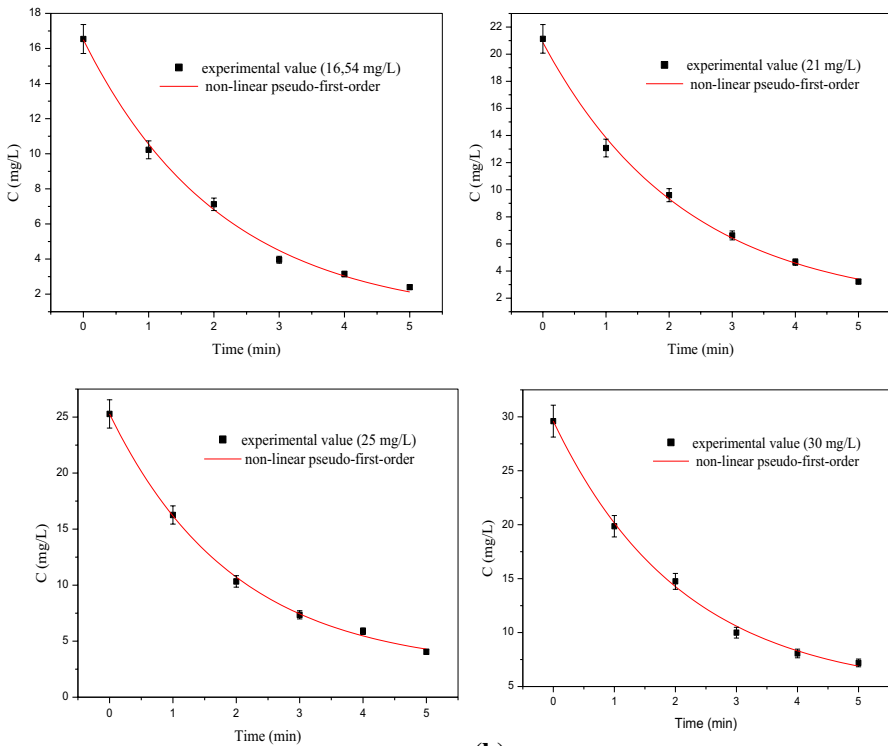 18
16
14
12
10
8
6
4
2
C (mg/L)
experimental value (16,54 mg/L)
non-linear pseudo-first-order
0 1 2 3 4 5
Time (min)
22
20
18
16
14
12
10
8
6
4
2
C (mg/L)
experimental value (21 mg/L)
non-linear pseudo-first-order
0 1 2 3 4 5
Time (min)
25
20
15
10
5
0
C (mg/L)
experimental value (25 mg/L)
non-linear pseudo-first-order
0 1 2 3 4 5
Time (min)
30
25
20
15
10
5
C (mg/L)
experimental value (30 mg/L)
non-linear pseudo-first-order
0 1 2 3 4 5
Time (min)